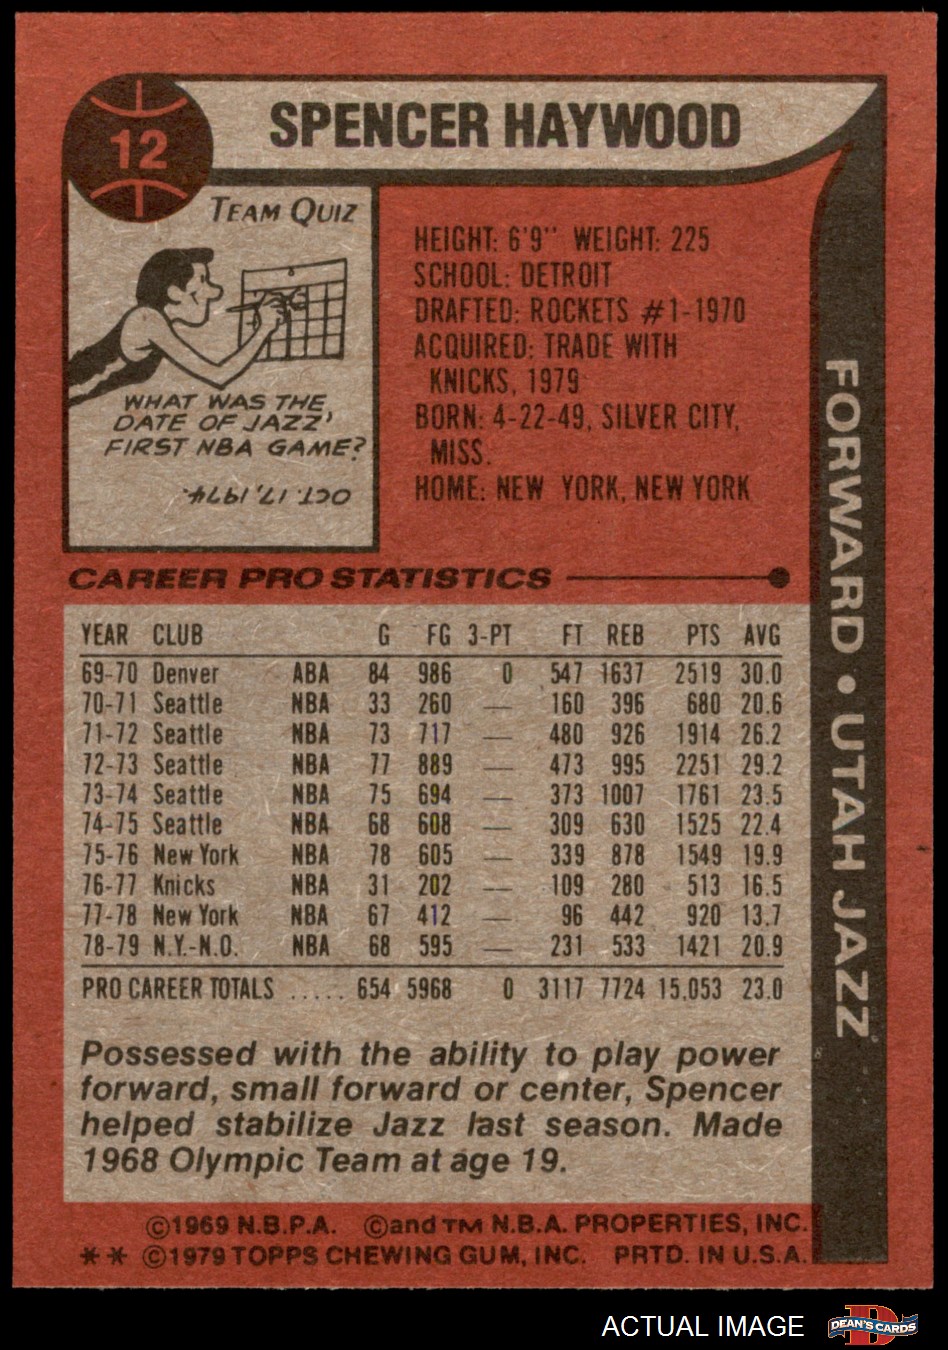 12
SPENCER HAYWOOD
TEAM QUIZ
WHAT WAS THE
DATE OF JAZZ'
FIRST NBA GAME?
OCT. 17, 1974.
HEIGHT: 6'9" WEIGHT: 225
SCHOOL: DETROIT
DRAFTED: ROCKETS #1-1970
ACQUIRED: TRADE WITH
KNICKS, 1979
BORN: 4-22-49, SILVER CITY,
MISS.
HOME: NEW YORK, NEW YORK
FORWARD • UTAH JAZZ
CAREER PRO STATISTICS
YEAR CLUB G FG 3-PT FT REB PTS AVG
69-70 Denver ABA 84 986 0 547 1637 2519 30.0
70-71 Seattle NBA 33 260 — 160 396 680 20.6
71-72 Seattle NBA 73 717 — 480 926 1914 26.2
72-73 Seattle NBA 77 889 — 473 995 2251 29.2
73-74 Seattle NBA 75 694 — 373 1007 1761 23.5
74-75 Seattle NBA 68 608 — 309 630 1525 22.4
75-76 New York NBA 78 605 — 339 878 1549 19.9
76-77 Knicks NBA 31 202 — 109 280 513 16.5
77-78 New York NBA 67 412 — 96 442 920 13.7
78-79 N.Y.-N.O. NBA 68 595 — 231 533 1421 20.9
PRO CAREER TOTALS ..... 654 5968 0 3117 7724 15,053 23.0
Possessed with the ability to play power
forward, small forward or center, Spencer
helped stabilize Jazz last season. Made
1968 Olympic Team at age 19.
©1969 N.B.P.A. ©and TM N.B.A. PROPERTIES, INC.
** ©1979 TOPPS CHEWING GUM, INC. PRTD. IN U.S.A.
ACTUAL IMAGE
D
DEAN'S CARDS